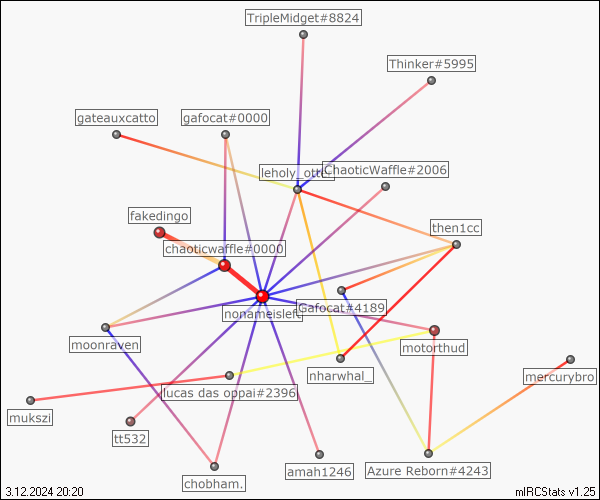 TripleMidget#8824
Thinker#5995
gateauxcatto
gafocat#0000
ChaoticWaffle#2006
fakedingo
then1cc
chaoticwaffle#0000
Gafocat#4189
moonraven
motorthud
nharwhal_
mercurybro
lucas das oppai#2396
mukszi
tt532
chobham.
amah1246
Azure Reborn#4243
3.12.2024 20:20
mIRCStats v1.25